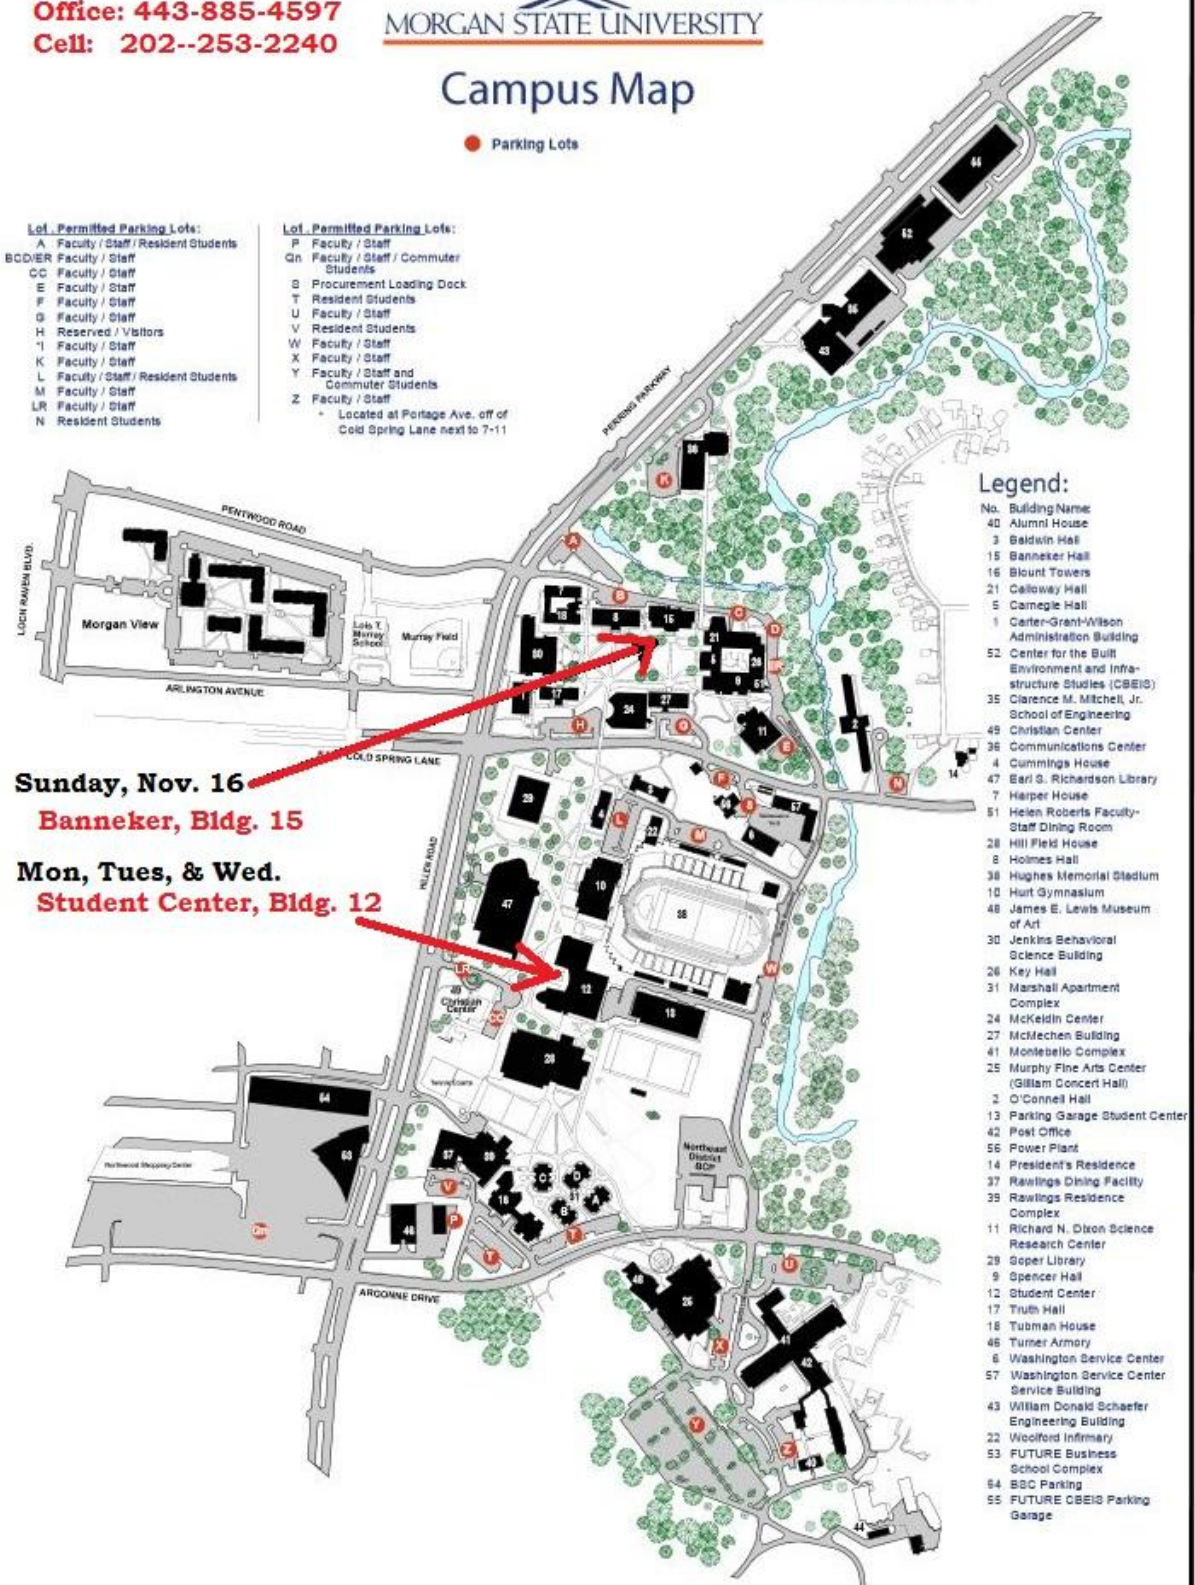 Office: 443-885-4597
Cell: 202--253-2240
MORGAN STATE UNIVERSITY
Campus Map
Parking Lots
Lot . Permitted Parking Lots:
A Faculty / Staff / Resident Students
BCD/ER Faculty / Staff
CC Faculty / Staff
E Faculty / Staff
F Faculty / Staff
G Faculty / Staff
H Reserved / Visitors
*I Faculty / Staff
K Faculty / Staff
L Faculty / Staff / Resident Students
M Faculty / Staff
LR Faculty / Staff
N Resident Students
Lot . Permitted Parking Lots:
P Faculty / Staff
Qn Faculty / Staff / Commuter
Students
S Procurement Loading Dock
T Resident Students
U Faculty / Staff
V Resident Students
W Faculty / Staff
X Faculty / Staff
Y Faculty / Staff and
Commuter Students
Z Faculty / Staff
* Located at Portage Ave. off of
Cold Spring Lane next to 7-11
PERRING PARKWAY
PENTWOOD ROAD
LOCH RAVEN BLVD.
Morgan View
Lois T.
Murray
School
Murray Field
ARLINGTON AVENUE
COLD SPRING LANE
HILLEN ROAD
Sunday, Nov. 16
Banneker, Bldg. 15
Mon, Tues, & Wed.
Student Center, Bldg. 12
49
Christian
Center
Tennis Courts
Northwood Shopping Center
Northeast
District
BCP
ARGONNE DRIVE
Legend:
No. Building Name:
40 Alumni House
3 Baldwin Hall
15 Banneker Hall
16 Blount Towers
21 Calloway Hall
5 Carnegie Hall
1 Carter-Grant-Wilson
Administration Building
52 Center for the Built
Environment and Infra-
structure Studies (CBEIS)
35 Clarence M. Mitchell, Jr.
School of Engineering
49 Christian Center
36 Communications Center
4 Cummings House
47 Earl S. Richardson Library
7 Harper House
51 Helen Roberts Faculty-
Staff Dining Room
28 Hill Field House
8 Holmes Hall
38 Hughes Memorial Stadium
10 Hurt Gymnasium
48 James E. Lewis Museum
of Art
30 Jenkins Behavioral
Science Building
26 Key Hall
31 Marshall Apartment
Complex
24 McKeldin Center
27 McMechen Building
41 Montebello Complex
25 Murphy Fine Arts Center
(Gilliam Concert Hall)
2 O'Connell Hall
13 Parking Garage Student Center
42 Post Office
56 Power Plant
14 President's Residence
37 Rawlings Dining Facility
39 Rawlings Residence
Complex
11 Richard N. Dixon Science
Research Center
29 Soper Library
9 Spencer Hall
12 Student Center
17 Truth Hall
18 Tubman House
46 Turner Armory
6 Washington Service Center
57 Washington Service Center
Service Building
43 William Donald Schaefer
Engineering Building
22 Woolford Infirmary
53 FUTURE Business
School Complex
54 BSC Parking
55 FUTURE CBEIS Parking
Garage